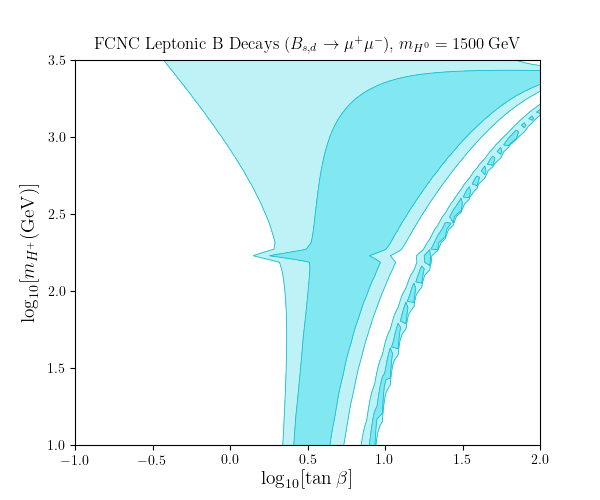 FCNC Leptonic B Decays (B_{s,d} → μ⁺μ⁻), m_{H⁰} = 1500 GeV
log₁₀[m_{H⁺}(GeV)]
3.5
3.0
2.5
2.0
1.5
1.0
−1.0 −0.5 0.0 0.5 1.0 1.5 2.0
log₁₀[tan β]